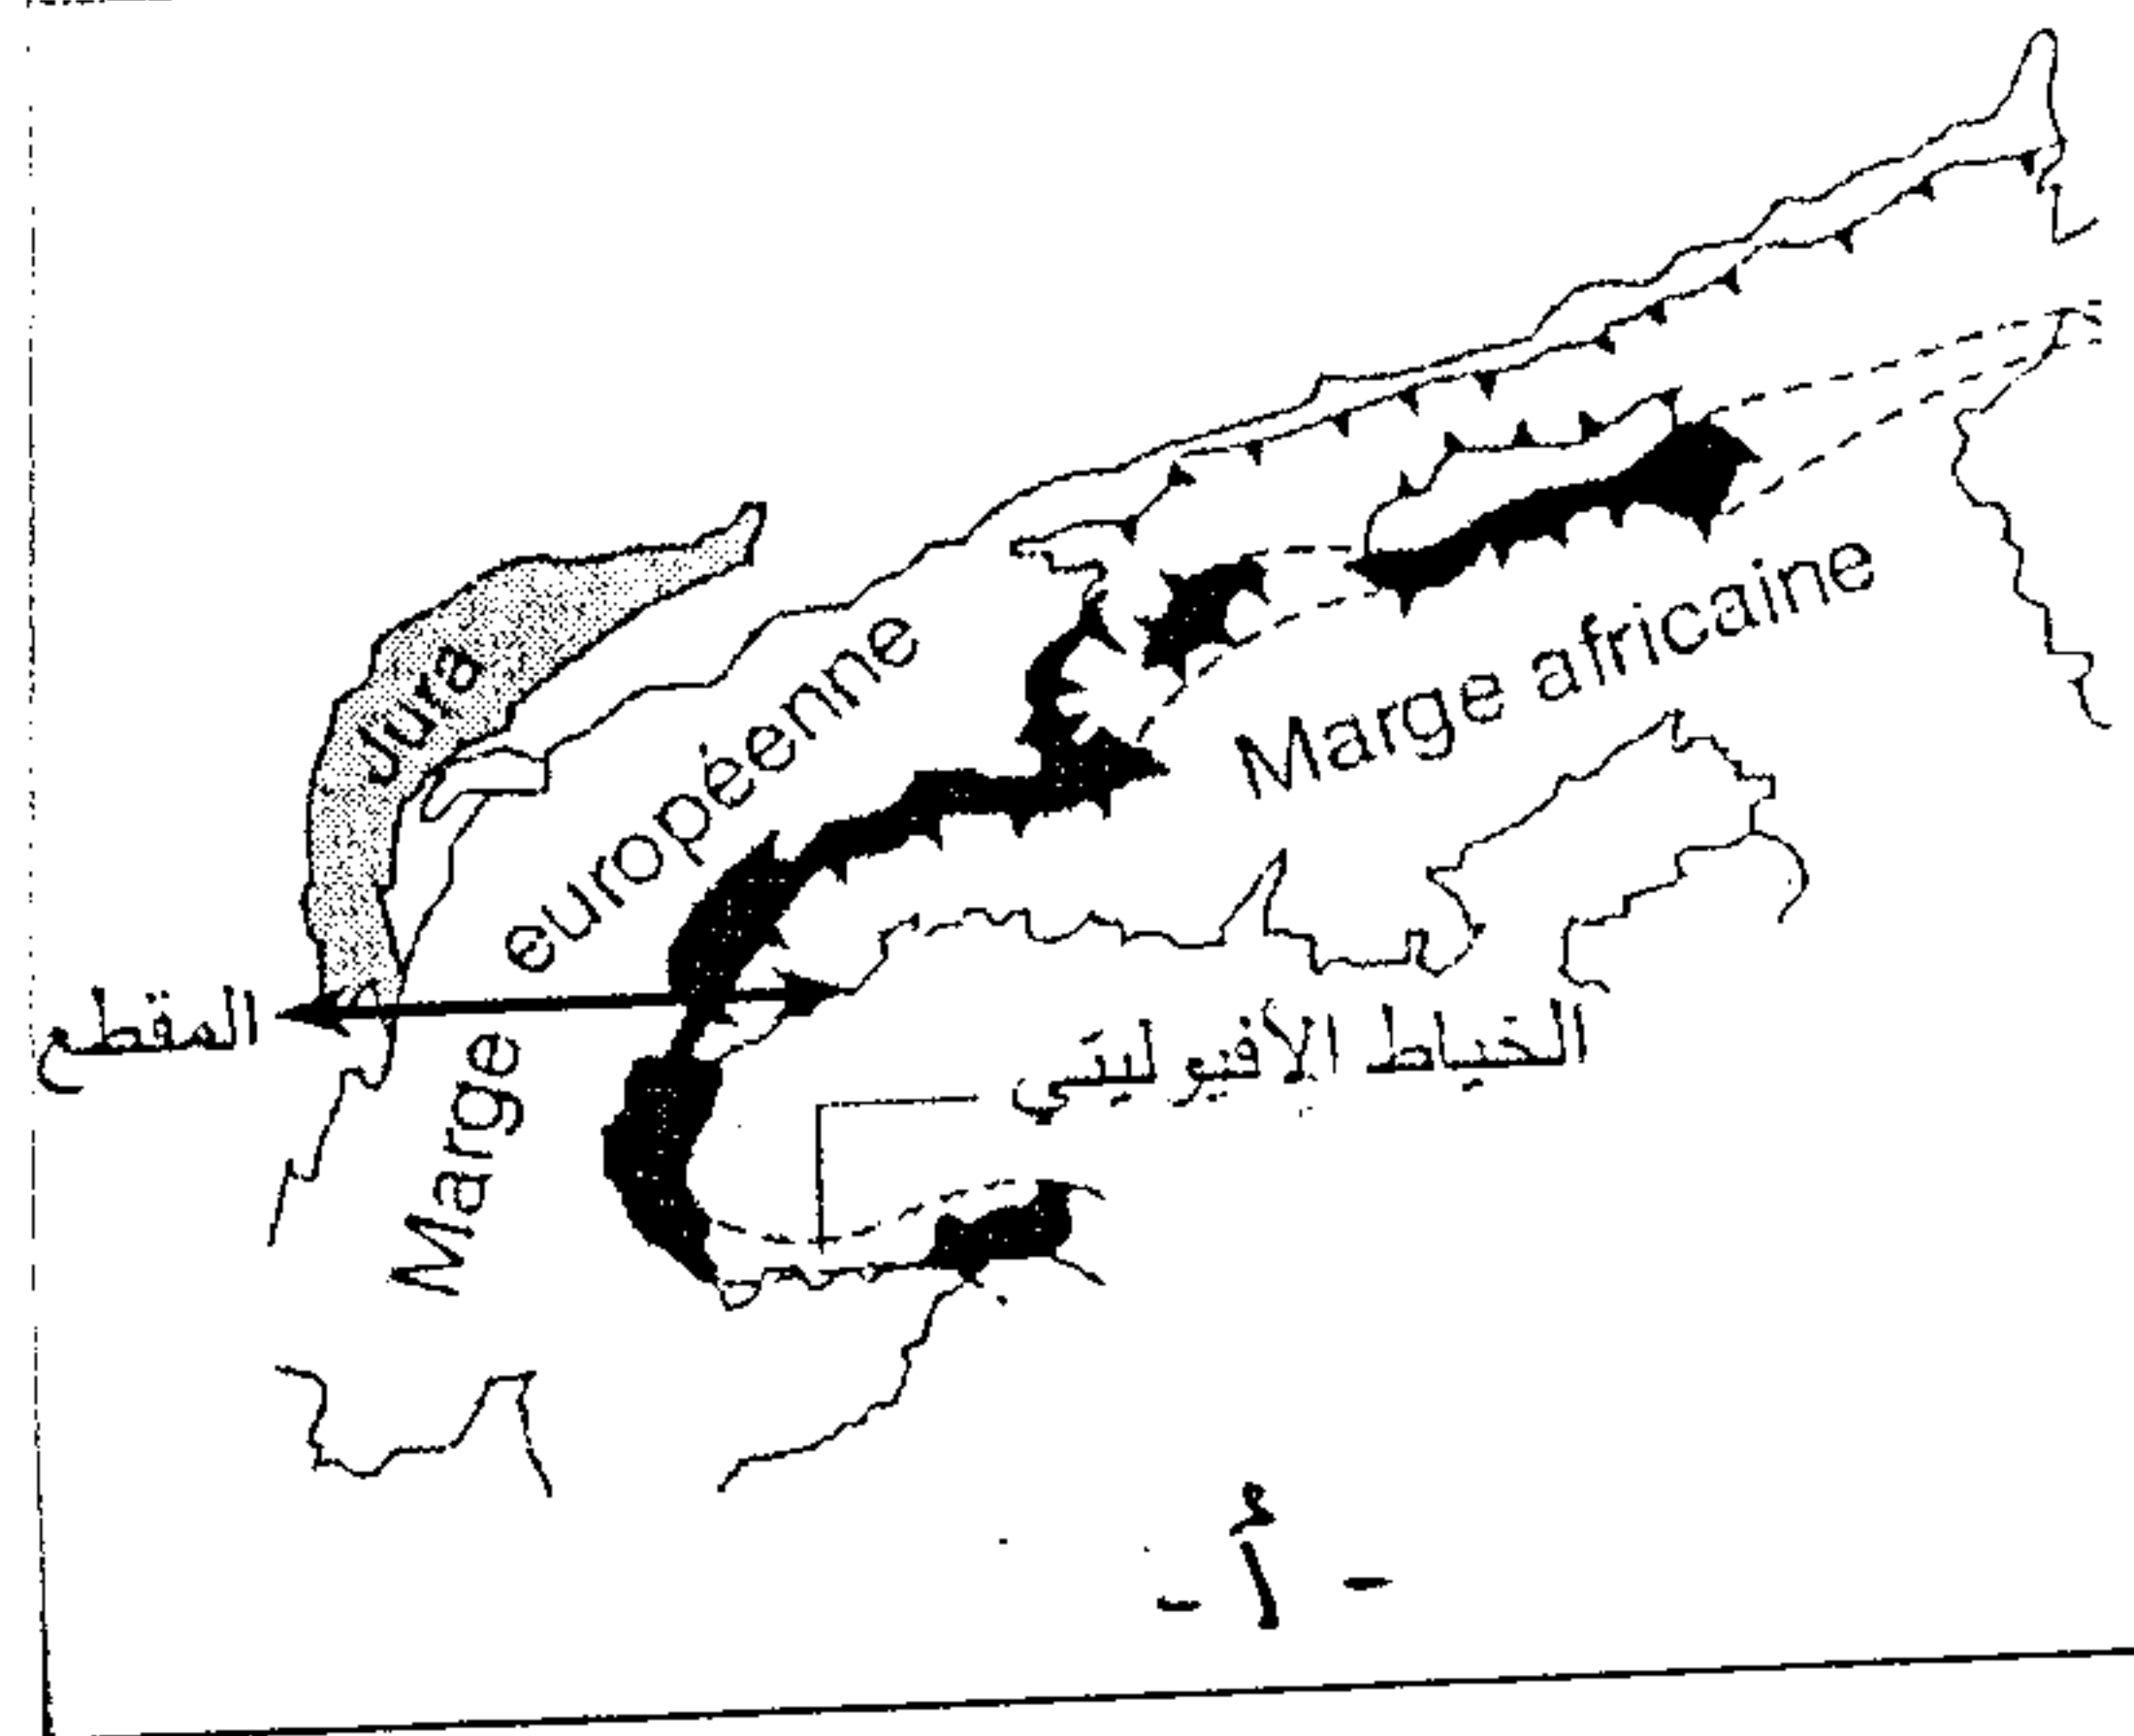 Jura
Marge européenne
Marge africaine
المقطع
الخياط الأفيوليتي
- أ -